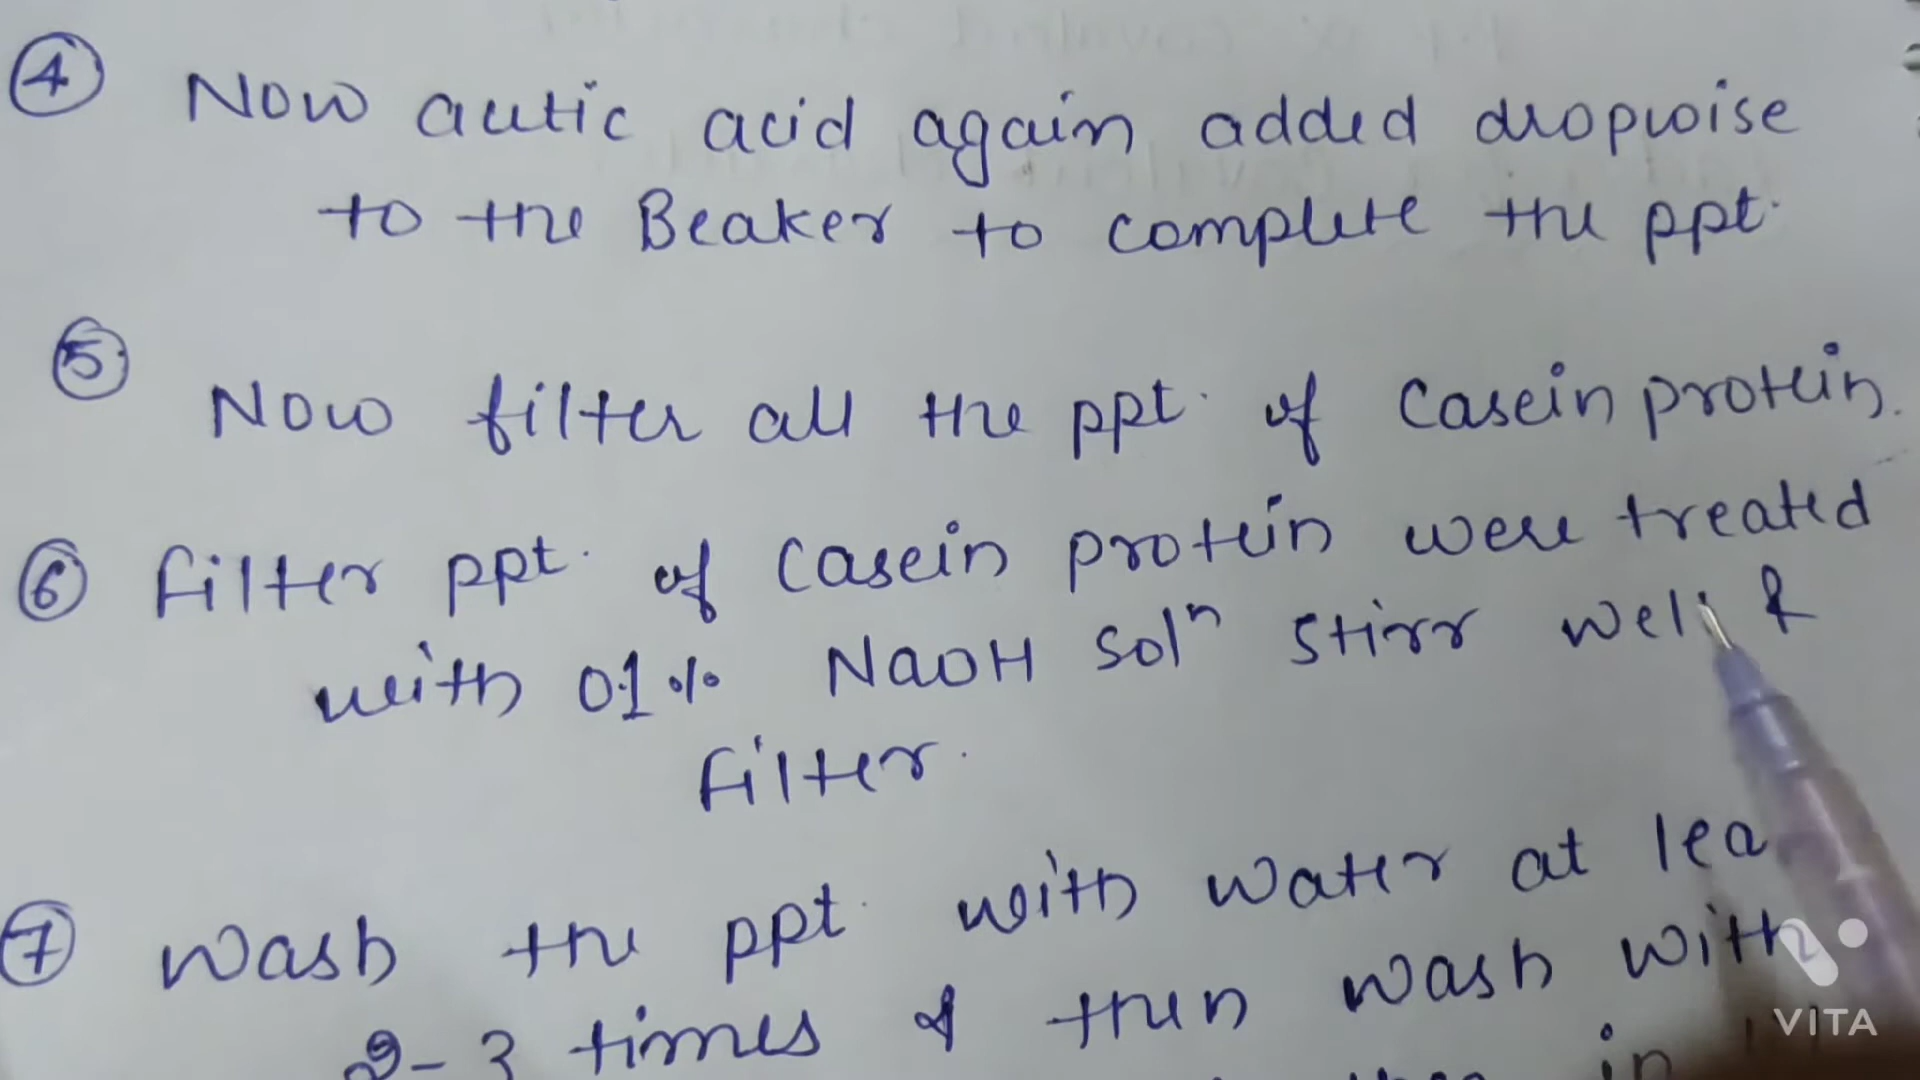 ④ Now acetic acid again added dropwise
to the Beaker to complete the ppt.
⑤ Now filter all the ppt. of Casein protein.
⑥ Filter ppt. of Casein protein were treated
with 0.1% NaOH solⁿ stirr well &
filter.
⑦ Wash the ppt. with water at lea
2-3 times & then wash with
in
VITA